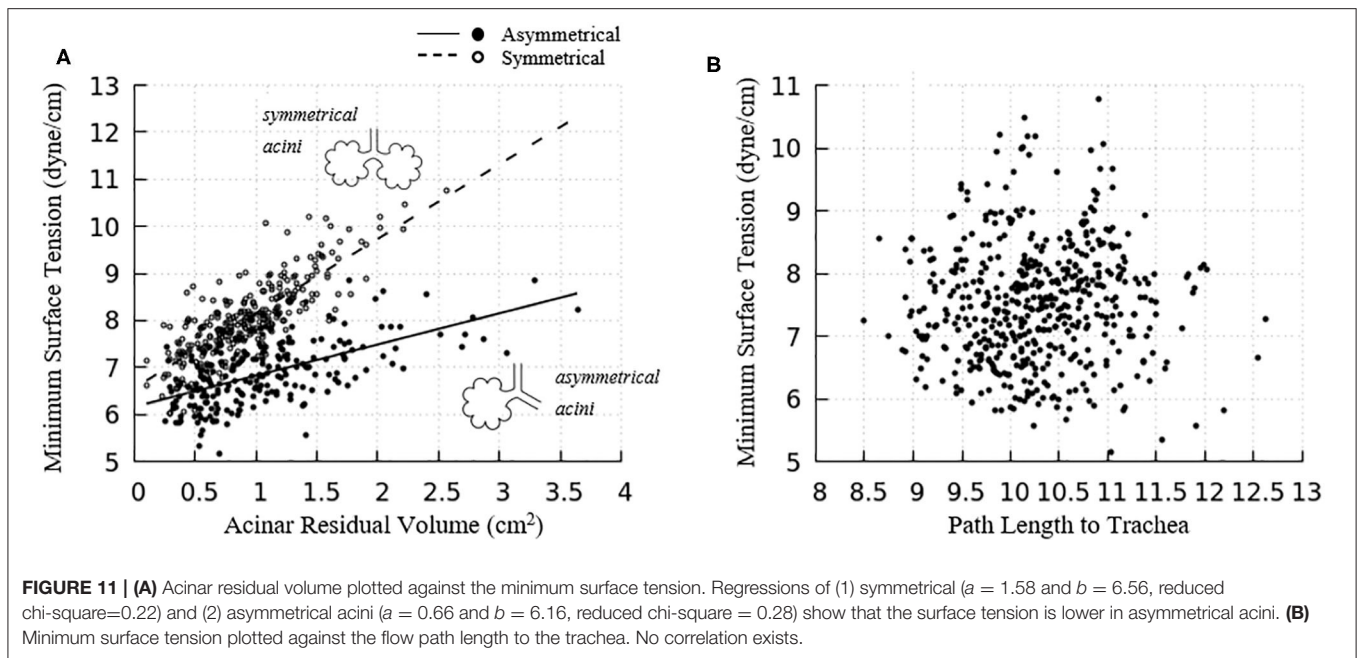 Asymmetrical
Symmetrical
A
Minimum Surface Tension (dyne/cm)
13
12
11
10
9
8
7
6
5
symmetrical
acini
asymmetrical
acini
0 0.5 1 1.5 2 2.5 3 3.5 4
Acinar Residual Volume (cm²)
B
Minimum Surface Tension (dyne/cm)
11
10
9
8
7
6
5
8 8.5 9 9.5 10 10.5 11 11.5 12 12.5 13
Path Length to Trachea
FIGURE 11 | (A) Acinar residual volume plotted against the minimum surface tension. Regressions of (1) symmetrical (a = 1.58 and b = 6.56, reduced
chi-square=0.22) and (2) asymmetrical acini (a = 0.66 and b = 6.16, reduced chi-square = 0.28) show that the surface tension is lower in asymmetrical acini. (B)
Minimum surface tension plotted against the flow path length to the trachea. No correlation exists.